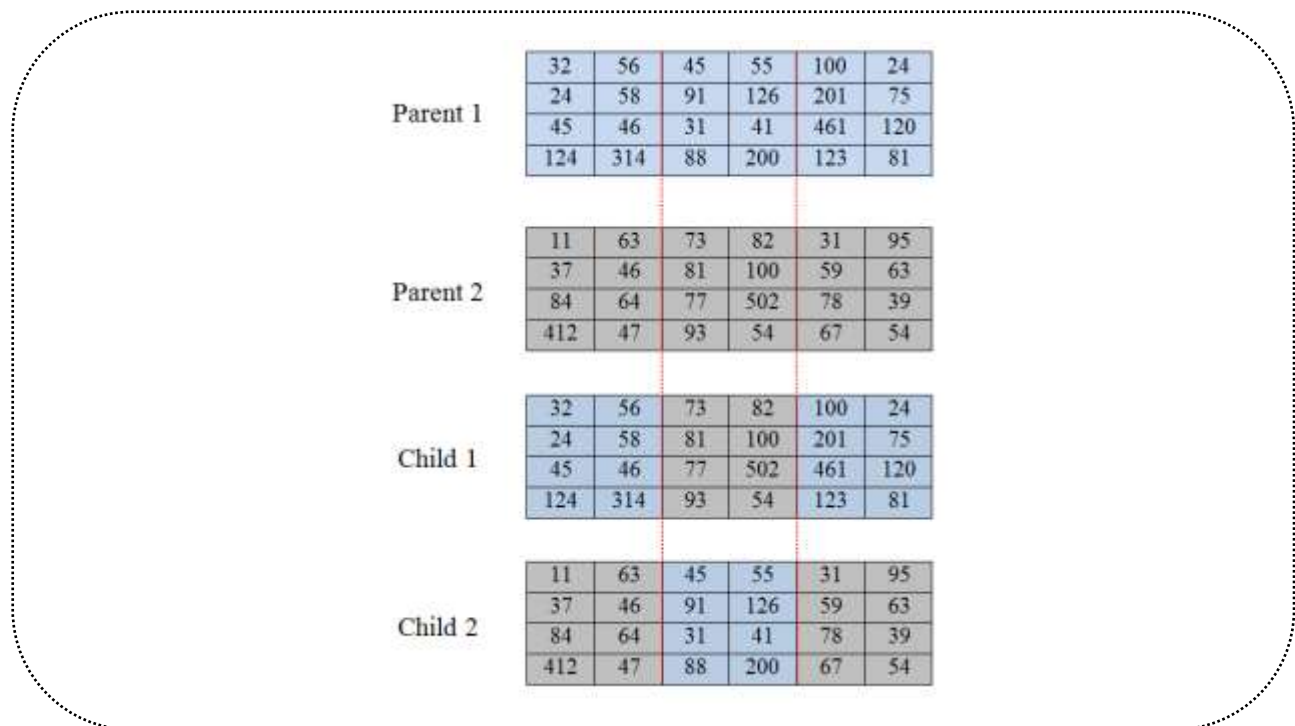 32 56 45 55 100 24
24 58 91 126 201 75
Parent 1
45 46 31 41 461 120
124 314 88 200 123 81
11 63 73 82 31 95
37 46 81 100 59 63
Parent 2
84 64 77 502 78 39
412 47 93 54 67 54
32 56 73 82 100 24
24 58 81 100 201 75
Child 1
45 46 77 502 461 120
124 314 93 54 123 81
11 63 45 55 31 95
37 46 91 126 59 63
Child 2
84 64 31 41 78 39
412 47 88 200 67 54